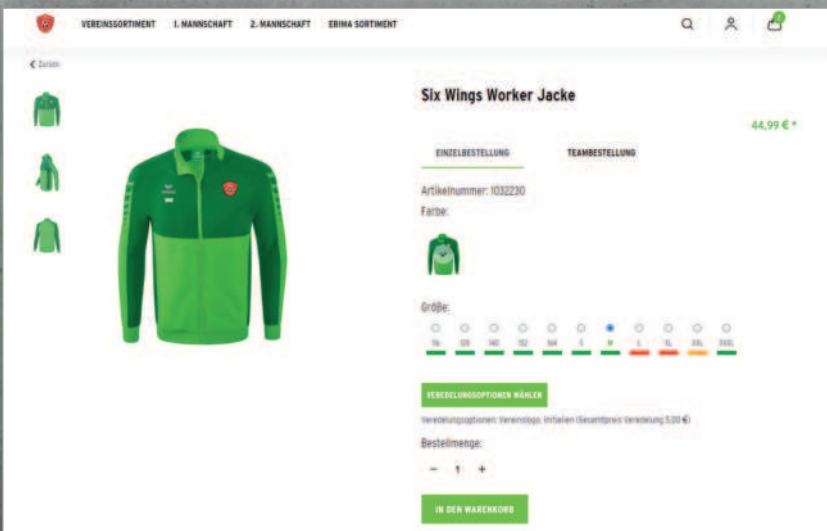 VEREINSSORTIMENT 1. MANNSCHAFT 2. MANNSCHAFT ERIMA SORTIMENT
Zurück
Six Wings Worker Jacke
44,99 € *
EINZELBESTELLUNG TEAMBESTELLUNG
Artikelnummer: 1032230
Farbe:
Größe:
116 128 140 152 164 S M L XL XXL XXXL
VEREDELUNGSOPTIONEN WÄHLEN
Veredelungsoptionen: Vereinslogo, Initialen (Gesamtpreis Veredelung 5,00 €)
Bestellmenge:
− 1 +
IN DEN WARENKORB